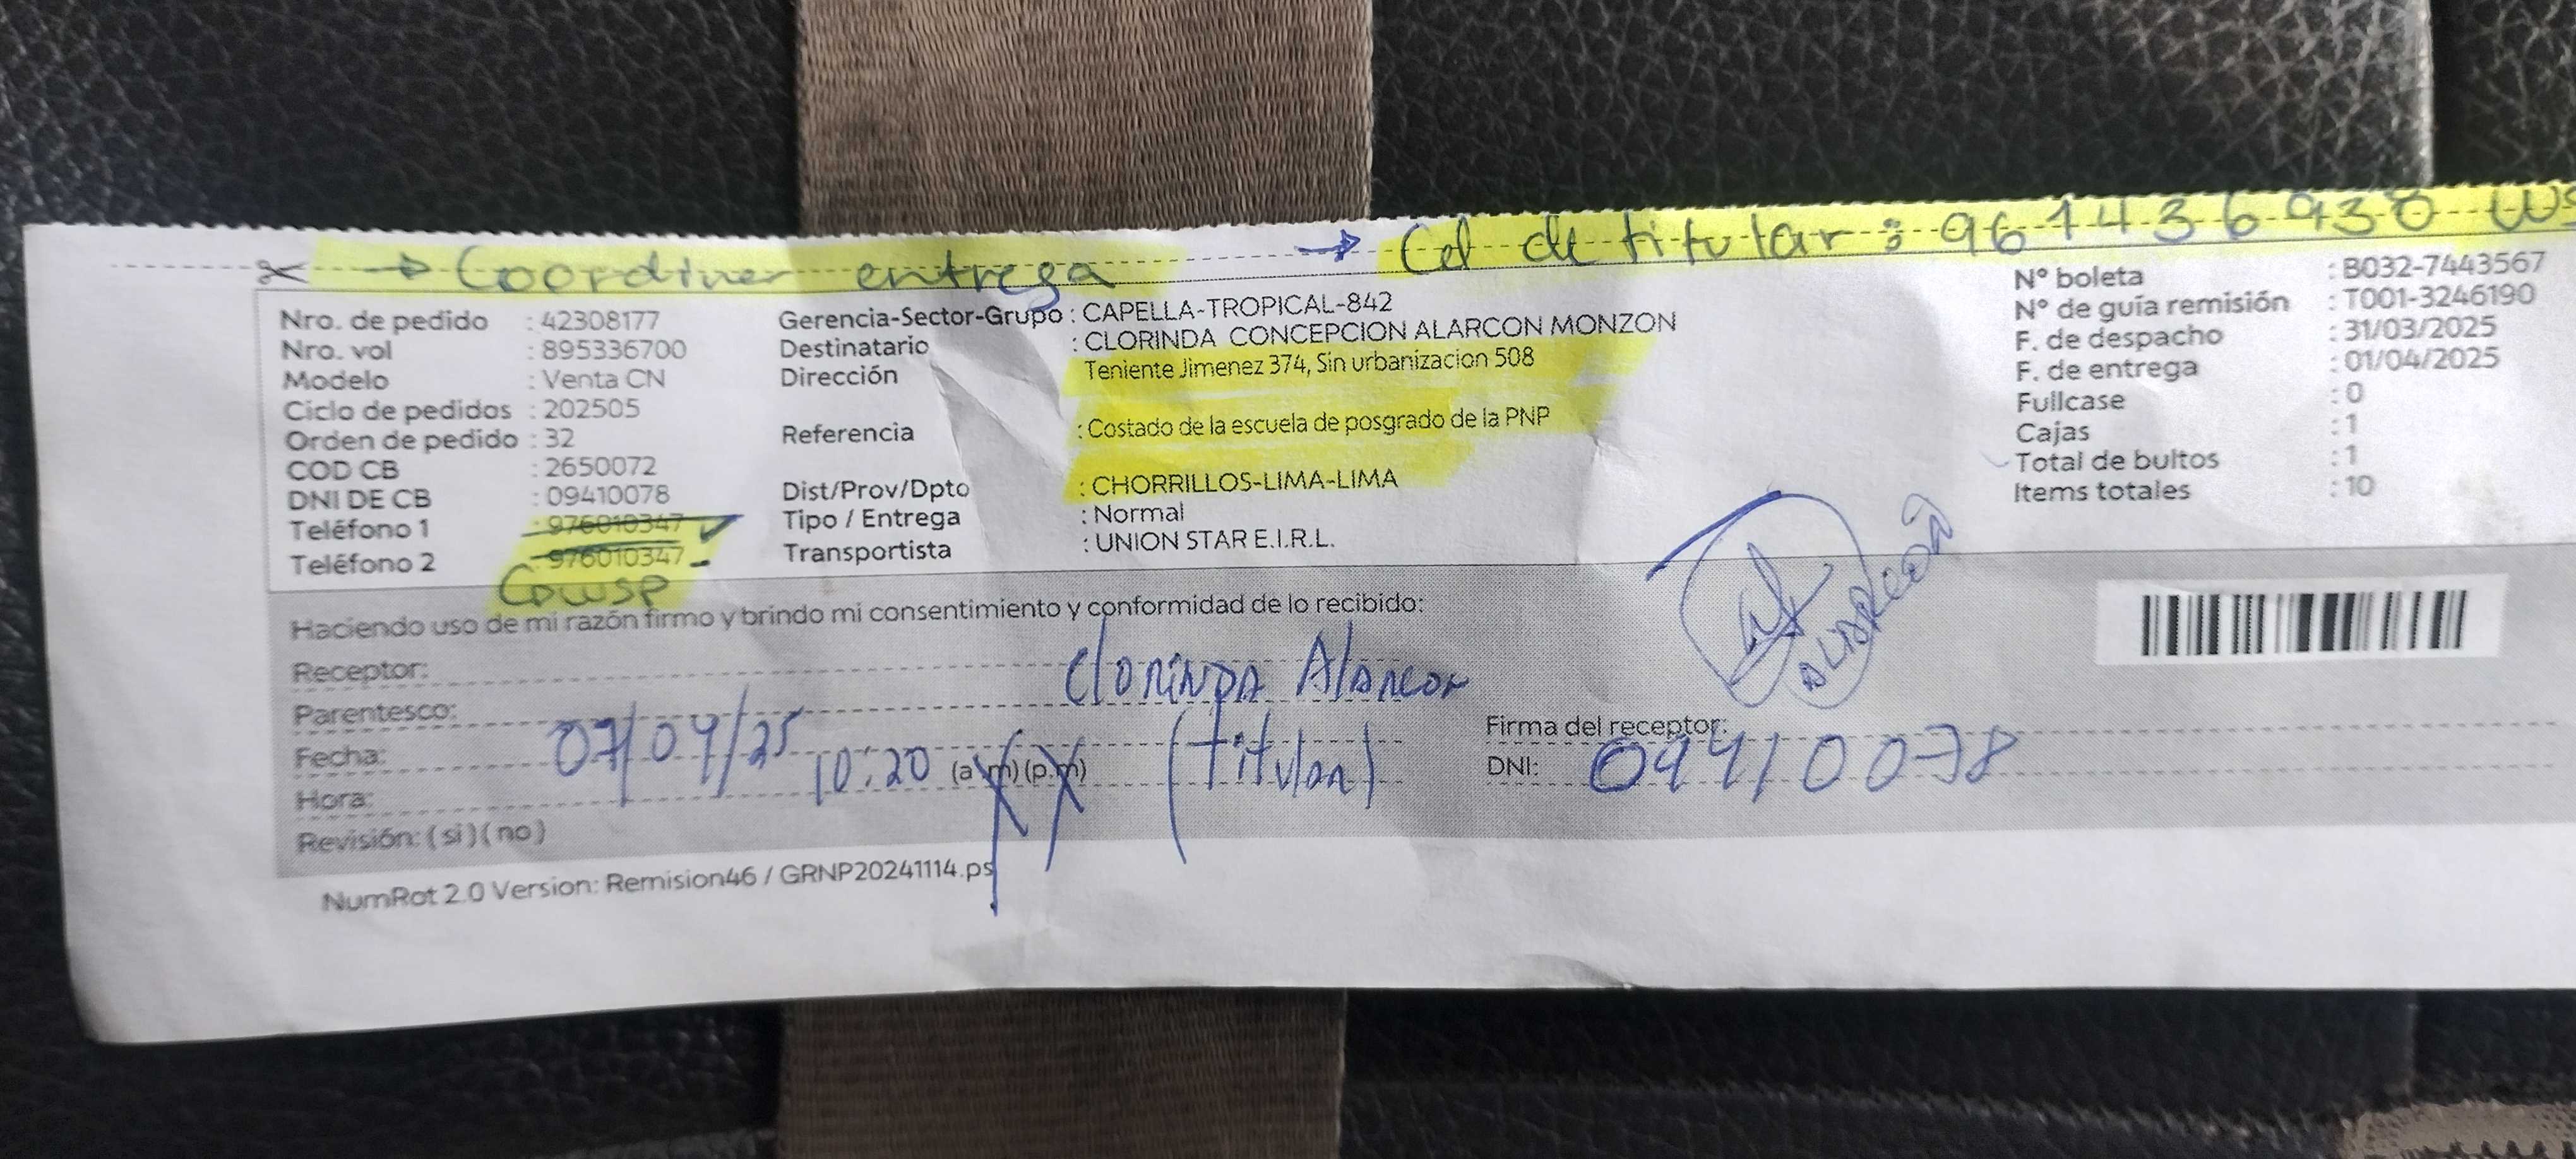 → Coordiner entrega → Cel de titular : 961436930
Nro. de pedido : 42308177
Nro. vol : 895336700
Modelo : Venta CN
Ciclo de pedidos : 202505
Orden de pedido : 32
COD CB : 2650072
DNI DE CB : 09410078
Teléfono 1 : 976010347
Teléfono 2 : 976010347
Gerencia-Sector-Grupo : CAPELLA-TROPICAL-842
Destinatario : CLORINDA CONCEPCION ALARCON MONZON
Dirección : Teniente Jimenez 374, Sin urbanizacion 508
Referencia : Costado de la escuela de posgrado de la PNP
Dist/Prov/Dpto : CHORRILLOS-LIMA-LIMA
Tipo / Entrega : Normal
Transportista : UNION STAR E.I.R.L.
N° boleta : B032-7443567
N° de guía remisión : T001-3246190
F. de despacho : 31/03/2025
F. de entrega : 01/04/2025
Fullcase : 0
Cajas : 1
Total de bultos : 1
Items totales : 10
Haciendo uso de mi razón firmo y brindo mi consentimiento y conformidad de lo recibido:
Receptor: Clorinda Alarcon
Parentesco: (titular)
Fecha: 07/04/25
Hora: 10:20 (a.m) (p.m)
Revisión: ( si ) ( no )
Firma del receptor:
DNI: 09410078
NumRot 2.0 Version: Remision46 / GRNP20241114.ps